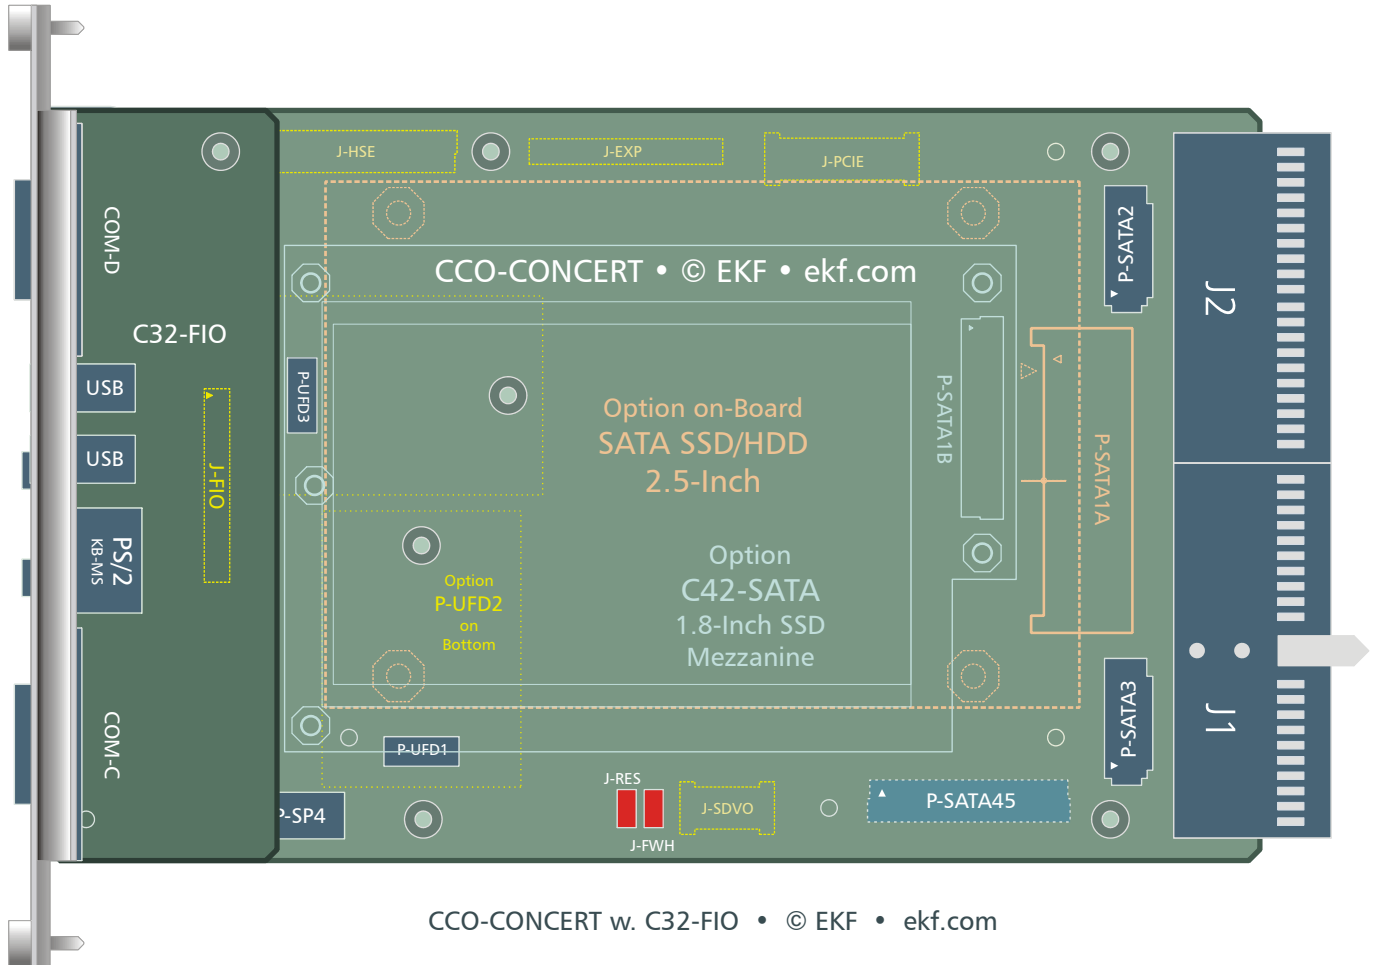 J-HSE
J-EXP
J-PCIE
COM-D
P-SATA2
CCO-CONCERT • © EKF • ekf.com
J2
C32-FIO
USB
P-UFD3
P-SATA1B
Option on-Board
SATA SSD/HDD
2.5-Inch
P-SATA1A
USB
J-FIO
PS/2
KB-MS
Option
P-UFD2
on
Bottom
Option
C42-SATA
1.8-Inch SSD
Mezzanine
COM-C
P-UFD1
P-SATA3
J1
J-RES
P-SP4
J-SDVO
P-SATA45
J-FWH
CCO-CONCERT w. C32-FIO • © EKF • ekf.com